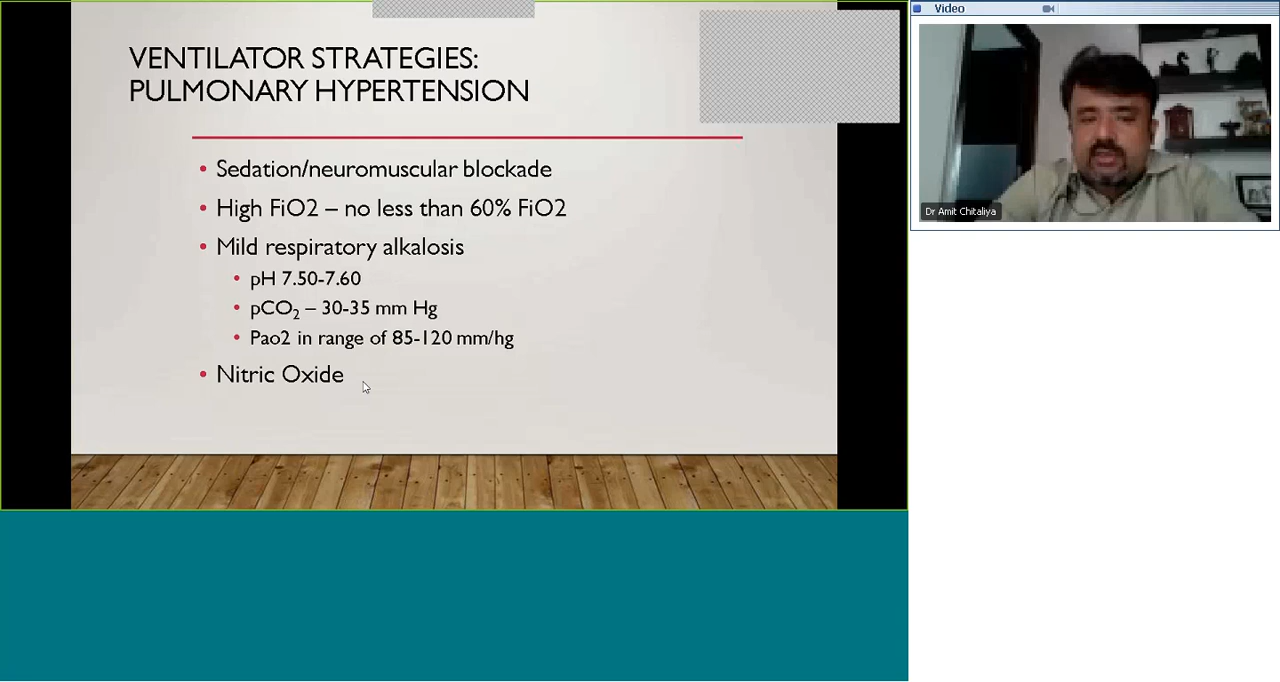 VENTILATOR STRATEGIES:
PULMONARY HYPERTENSION
• Sedation/neuromuscular blockade
• High FiO2 – no less than 60% FiO2
• Mild respiratory alkalosis
• pH 7.50-7.60
• pCO₂ – 30-35 mm Hg
• Pao2 in range of 85-120 mm/hg
• Nitric Oxide
Video
Dr Amit Chitaliya